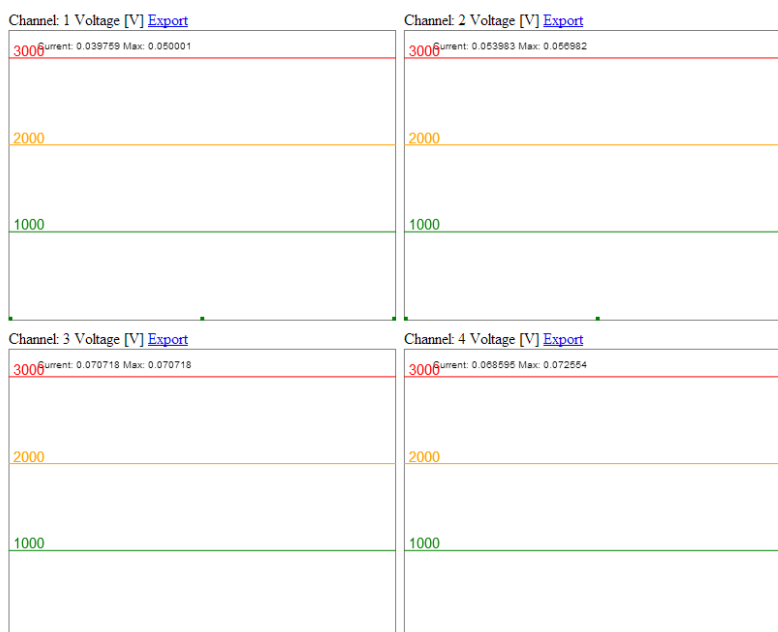 Channel: 1 Voltage [V] Export
Current: 0.039759 Max: 0.050001
3000
2000
1000
Channel: 2 Voltage [V] Export
Current: 0.053983 Max: 0.056982
3000
2000
1000
Channel: 3 Voltage [V] Export
Current: 0.070718 Max: 0.070718
3000
2000
1000
Channel: 4 Voltage [V] Export
Current: 0.068595 Max: 0.072554
3000
2000
1000